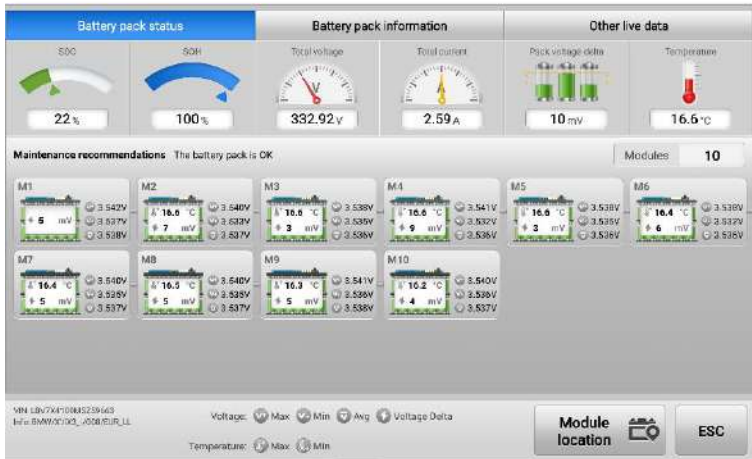 Battery pack status Battery pack information Other live data
SOC SOH Total voltage Total current Pack voltage delta Temperature
22 % 100 % 332.92 V 2.59 A 10 mV 16.6 °C
Maintenance recommendations The battery pack is OK Modules 10
M1 M2 M3 M4 M5 M6
3.542V 3.540V 3.538V 3.541V 3.538V 3.538V
16.6 °C 16.6 °C 16.6 °C 16.6 °C 16.4 °C
5 mV 3.537V 7 mV 3.533V 3 mV 3.535V 9 mV 3.532V 3 mV 3.535V 6 mV
3.538V 3.537V 3.536V 3.536V 3.536V 3.536V
M7 M8 M9 M10
16.4 °C 3.540V 16.5 °C 3.640V 16.3 °C 3.541V 16.2 °C 3.540V
5 mV 3.535V 5 mV 3.535V 5 mV 3.536V 4 mV 3.536V
3.537V 3.537V 3.538V 3.537V
Voltage: Max Min Avg Voltage Delta
Temperature: Max Min
Module location
ESC